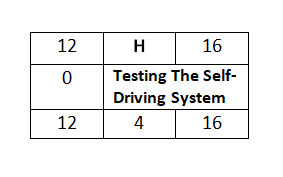 12 H 16
0 Testing The Self-
Driving System
12 4 16